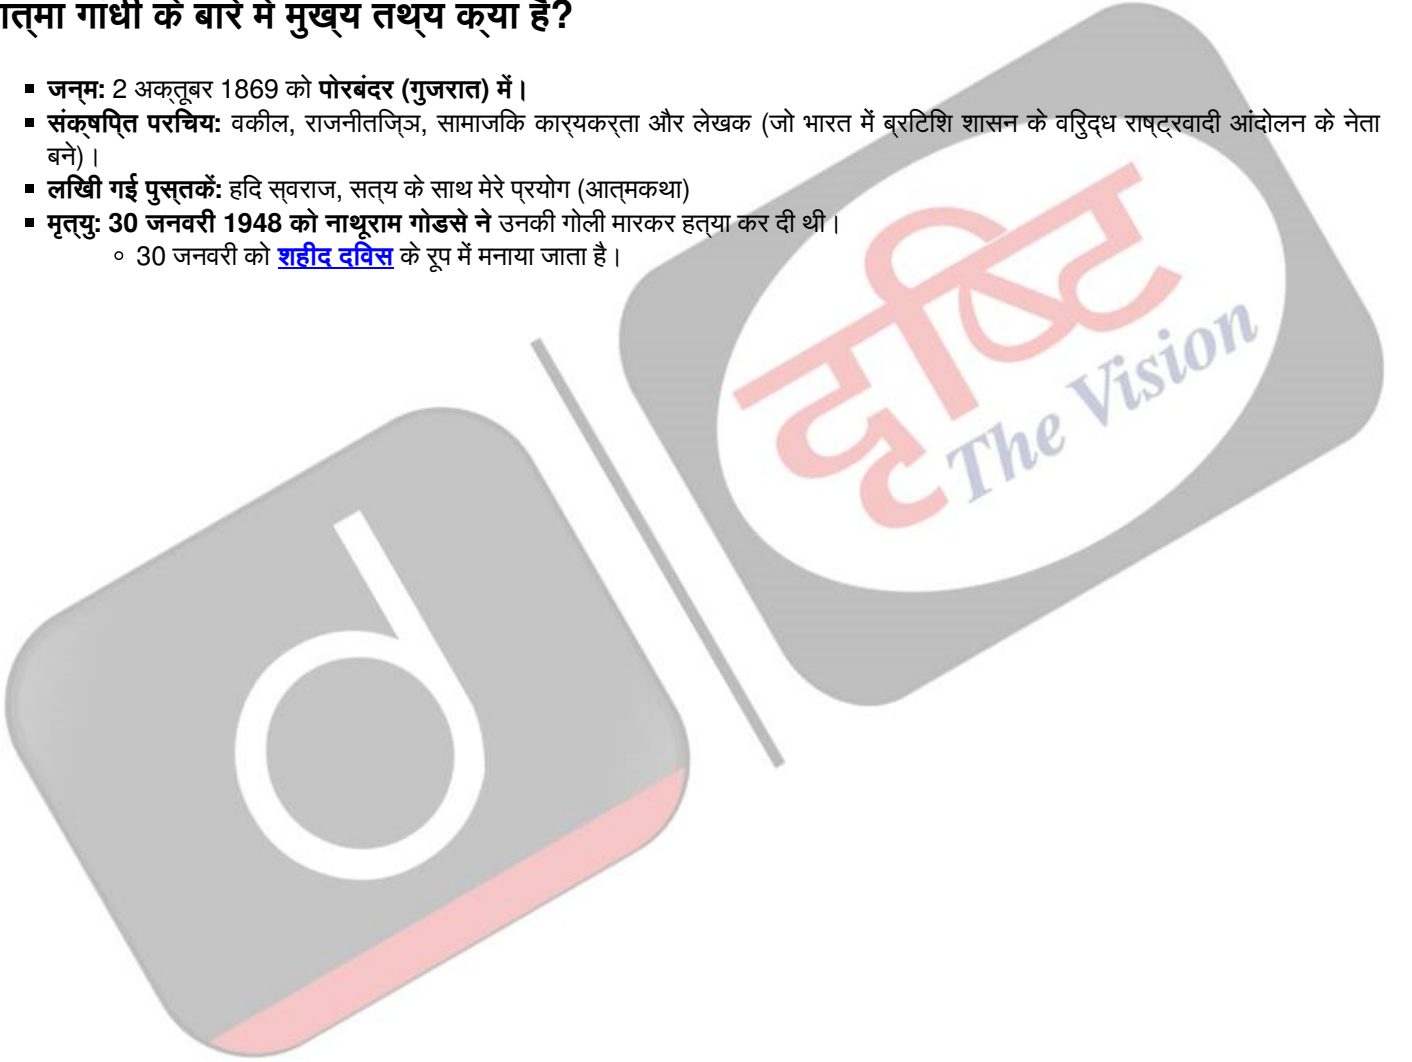 ात्मा गांधी के बारे में मुख्य तथ्य क्या हैं?
जन्म: 2 अक्तूबर 1869 को पोरबंदर (गुजरात) में।
संक्षिप्त परिचय: वकील, राजनीतिज्ञ, सामाजिक कार्यकर्ता और लेखक (जो भारत में ब्रिटिश शासन के विरुद्ध राष्ट्रवादी आंदोलन के नेता
बने)।
लिखी गई पुस्तकें: हिंद स्वराज, सत्य के साथ मेरे प्रयोग (आत्मकथा)
मृत्यु: 30 जनवरी 1948 को नाथूराम गोडसे ने उनकी गोली मारकर हत्या कर दी थी।
30 जनवरी को शहीद दिवस के रूप में मनाया जाता है।
दृष्टि
The Vision
d